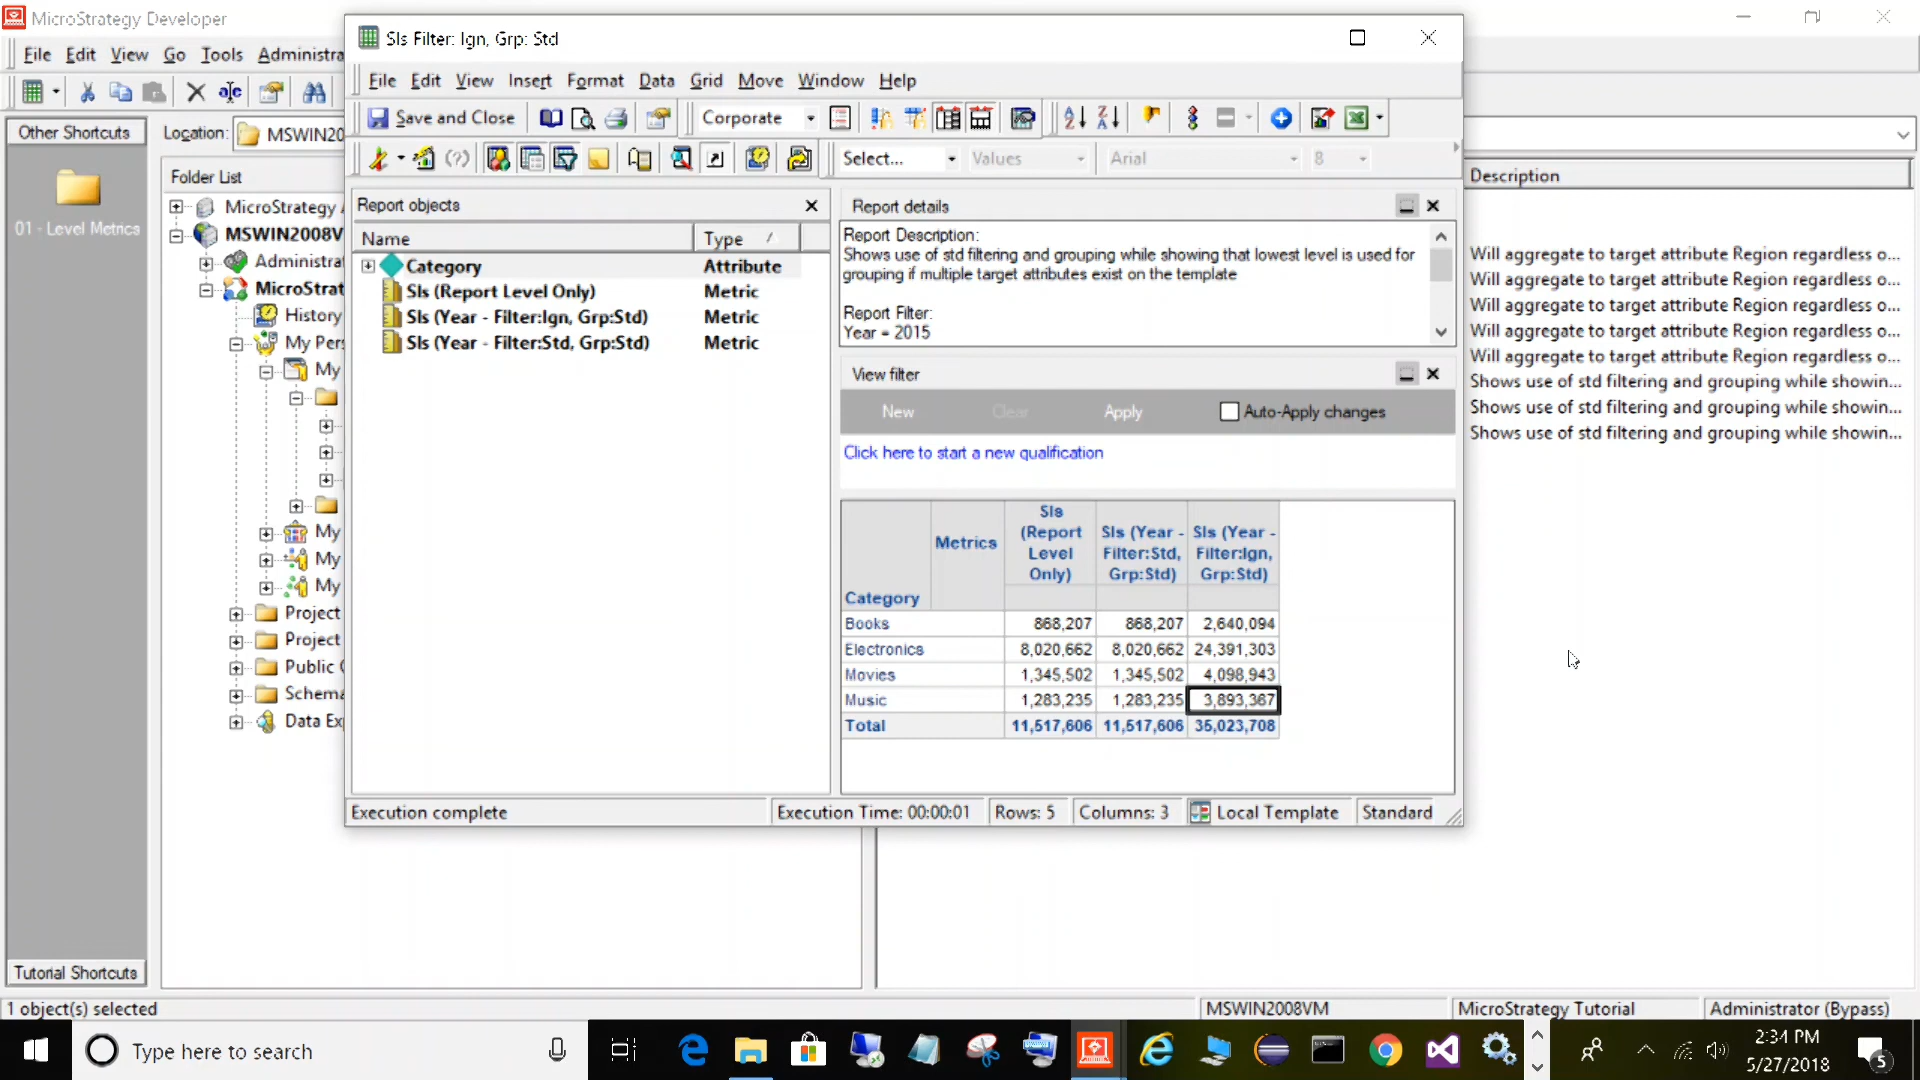 MicroStrategy Developer
File Edit View Go Tools Administra
Other Shortcuts
Location: MSWIN20
01 - Level Metrics
Folder List
MicroStrategy A
MSWIN2008V
Administrat
MicroStrat
History
My Pers
My
My
My
My
Project
Project
Public
Schema
Data Exp
Tutorial Shortcuts
Sls Filter: Ign, Grp: Std
File Edit View Insert Format Data Grid Move Window Help
Save and Close Corporate
Select... Values Arial 8
Report objects
Name Type
Category Attribute
Sls (Report Level Only) Metric
Sls (Year - Filter:Ign, Grp:Std) Metric
Sls (Year - Filter:Std, Grp:Std) Metric
Report details
Report Description:
Shows use of std filtering and grouping while showing that lowest level is used for
grouping if multiple target attributes exist on the template
Report Filter:
Year = 2015
View filter
New Clear Apply Auto-Apply changes
Click here to start a new qualification
Category Metrics Sls (Report Level Only) Sls (Year - Filter:Std, Grp:Std) Sls (Year - Filter:Ign, Grp:Std)
Books 868,207 868,207 2,640,094
Electronics 8,020,662 8,020,662 24,391,303
Movies 1,345,502 1,345,502 4,098,943
Music 1,283,235 1,283,235 3,893,367
Total 11,517,606 11,517,606 35,023,708
Execution complete Execution Time: 00:00:01 Rows: 5 Columns: 3 Local Template Standard
Description
Will aggregate to target attribute Region regardless o...
Will aggregate to target attribute Region regardless o...
Will aggregate to target attribute Region regardless o...
Will aggregate to target attribute Region regardless o...
Will aggregate to target attribute Region regardless o...
Shows use of std filtering and grouping while showin...
Shows use of std filtering and grouping while showin...
Shows use of std filtering and grouping while showin...
1 object(s) selected MSWIN2008VM MicroStrategy Tutorial Administrator (Bypass)
Type here to search
2:34 PM
5/27/2018
5